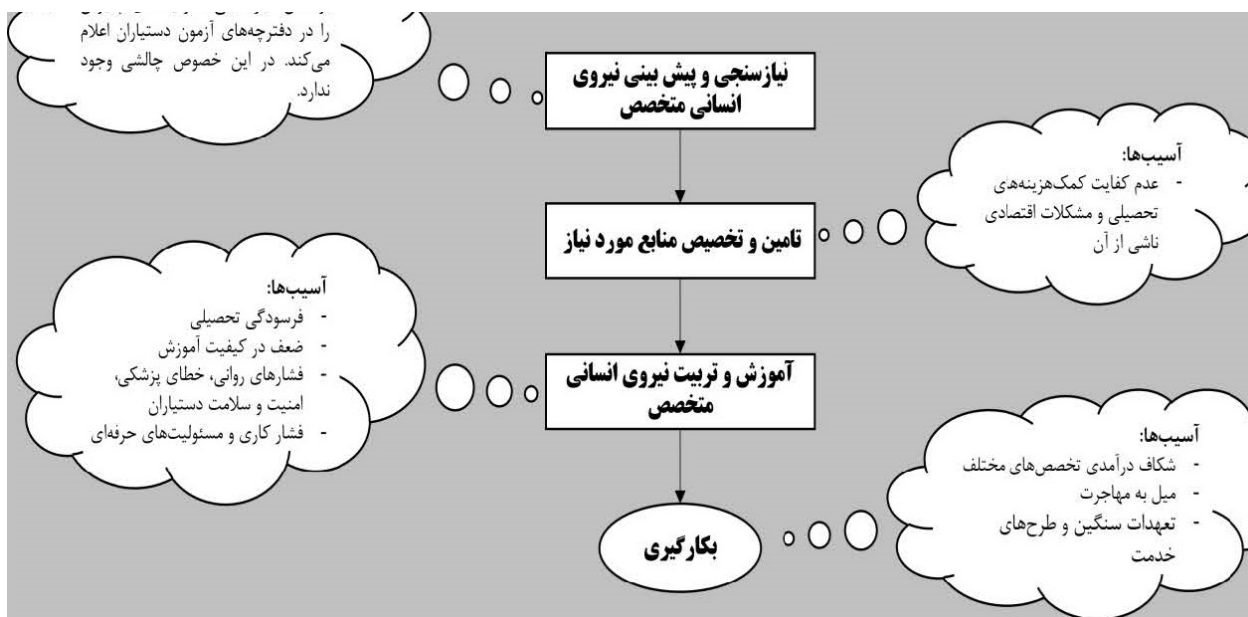 را در دفترچه‌های آزمون دستیاران اعلام
می‌کند. در این خصوص چالشی وجود
ندارد.
نیازسنجی و پیش بینی نیروی
انسانی متخصص
آسیب‌ها:
- عدم کفایت کمک‌هزینه‌های
تحصیلی و مشکلات اقتصادی
ناشی از آن
تامین و تخصیص منابع مورد نیاز
آسیب‌ها:
- فرسودگی تحصیلی
- ضعف در کیفیت آموزش
- فشارهای روانی، خطای پزشکی،
امنیت و سلامت دستیاران
- فشار کاری و مسئولیت‌های حرفه‌ای
آموزش و تربیت نیروی انسانی
متخصص
آسیب‌ها:
- شکاف درآمدی تخصص‌های مختلف
- میل به مهاجرت
- تعهدات سنگین و طرح‌های
خدمت
بکارگیری